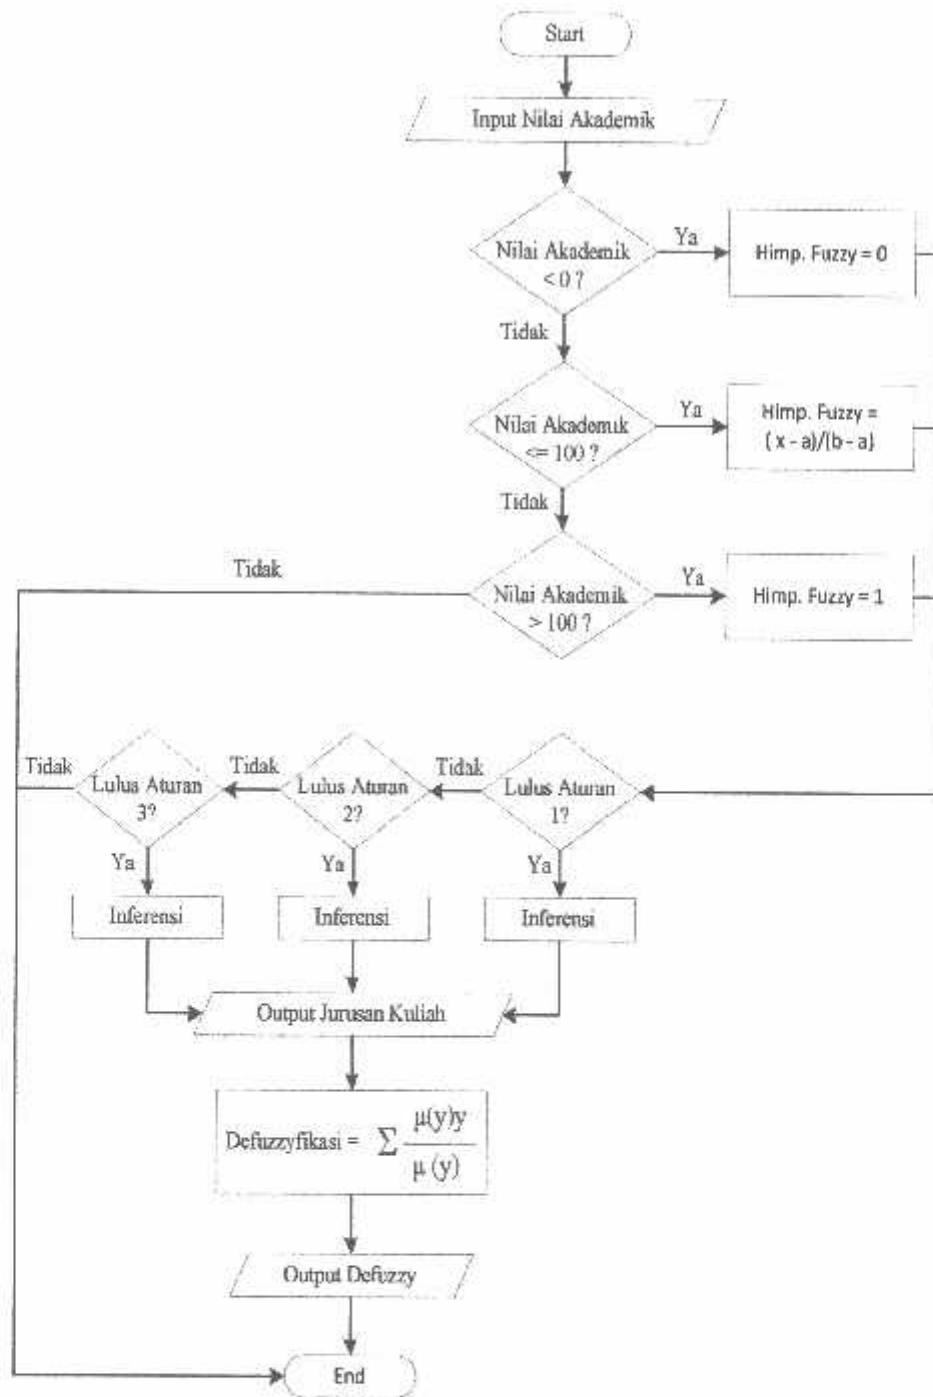 Start
Input Nilai Akademik
Nilai Akademik
< 0 ?
Ya
Himp. Fuzzy = 0
Tidak
Nilai Akademik
<= 100 ?
Ya
Himp. Fuzzy =
( x - a)/(b - a)
Tidak
Tidak
Nilai Akademik
> 100 ?
Ya
Himp. Fuzzy = 1
Tidak
Lulus Aturan
3?
Tidak
Lulus Aturan
2?
Tidak
Lulus Aturan
1?
Ya
Ya
Ya
Inferensi
Inferensi
Inferensi
Output Jurusan Kuliah
Defuzzyfikasi = ∑ μ(y)y
μ (y)
Output Defuzzy
End